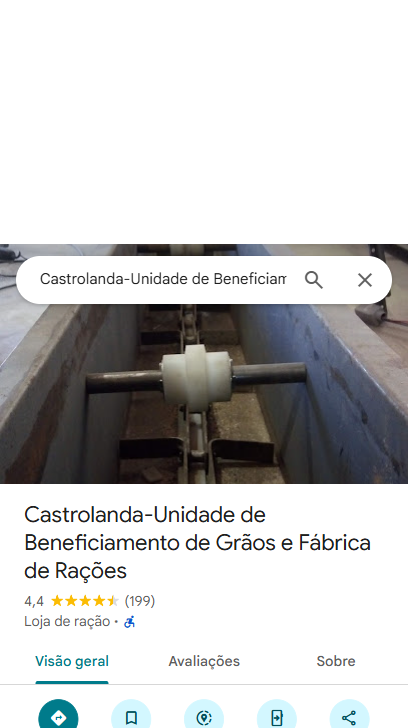 Castrolanda-Unidade de Beneficiam
Castrolanda-Unidade de
Beneficiamento de Grãos e Fábrica
de Rações
4,4 (199)
Loja de ração ·
Visão geral Avaliações Sobre